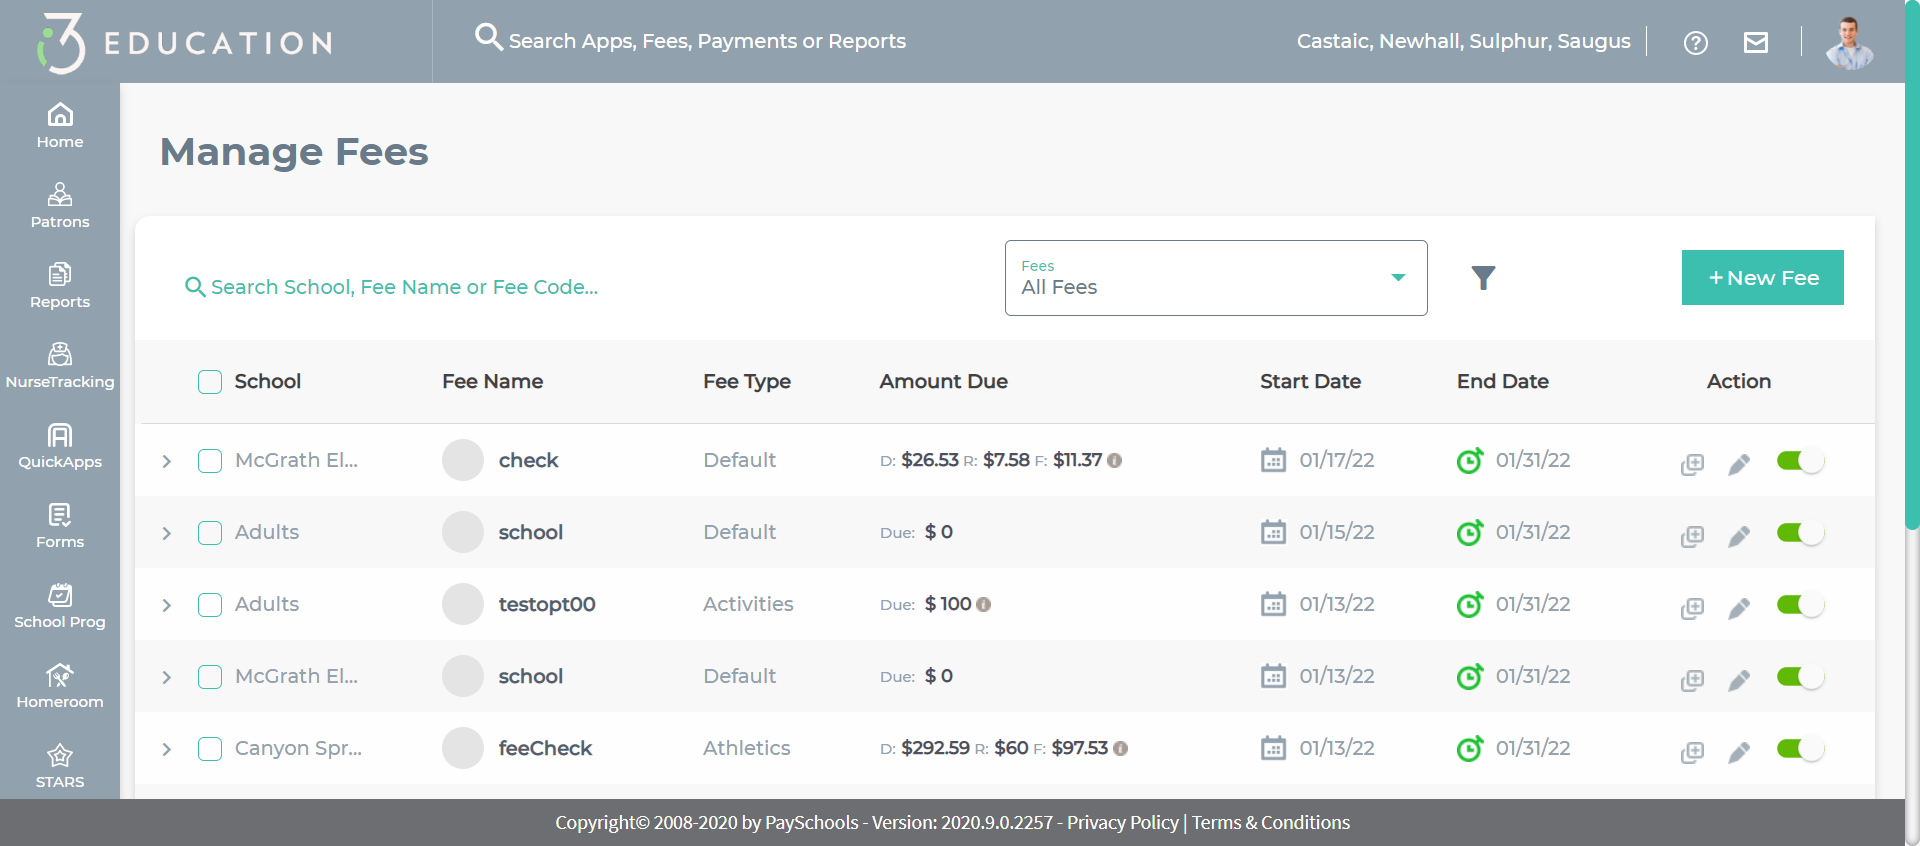 i3 EDUCATION
Search Apps, Fees, Payments or Reports
Castaic, Newhall, Sulphur, Saugus
Home
Patrons
Reports
NurseTracking
QuickApps
Forms
School Prog
Homeroom
STARS
Manage Fees
Search School, Fee Name or Fee Code...
Fees
All Fees
+ New Fee
School Fee Name Fee Type Amount Due Start Date End Date Action
McGrath El... check Default D: $26.53 R: $7.58 F: $11.37 01/17/22 01/31/22
Adults school Default Due: $ 0 01/15/22 01/31/22
Adults testopt00 Activities Due: $ 100 01/13/22 01/31/22
McGrath El... school Default Due: $ 0 01/13/22 01/31/22
Canyon Spr... feeCheck Athletics D: $292.59 R: $60 F: $97.53 01/13/22 01/31/22
Copyright© 2008-2020 by PaySchools - Version: 2020.9.0.2257 - Privacy Policy | Terms & Conditions